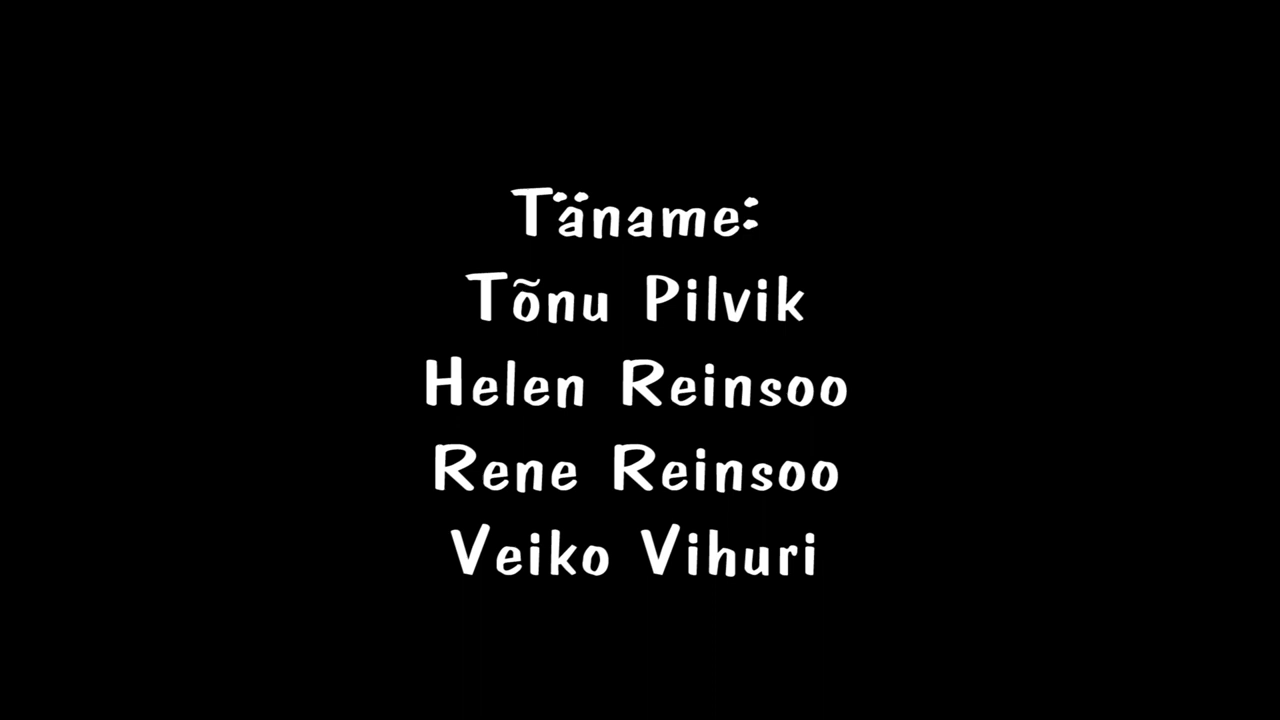 Täname:
Tõnu Pilvik
Helen Reinsoo
Rene Reinsoo
Veiko Vihuri